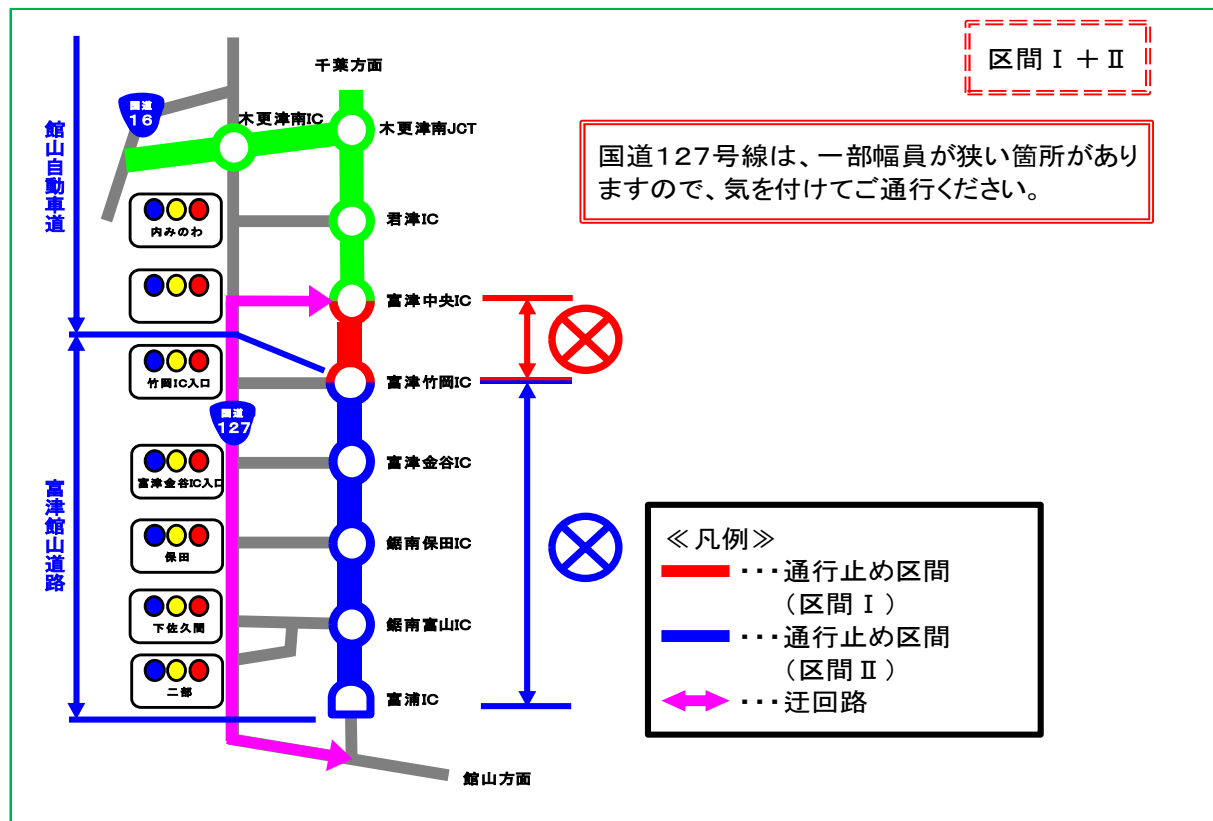 区間Ⅰ+Ⅱ
千葉方面
国道
16
木更津南IC
木更津南JCT
国道127号線は、一部幅員が狭い箇所があり
ますので、気を付けてご通行ください。
館山自動車道
内みのわ
君津IC
富津中央IC
竹岡IC入口
富津竹岡IC
国道
127
富津館山道路
富津金谷IC入口
富津金谷IC
保田
鋸南保田IC
下佐久間
鋸南富山IC
二部
富浦IC
館山方面
≪凡例≫
・・・通行止め区間
(区間Ⅰ)
・・・通行止め区間
(区間Ⅱ)
・・・迂回路